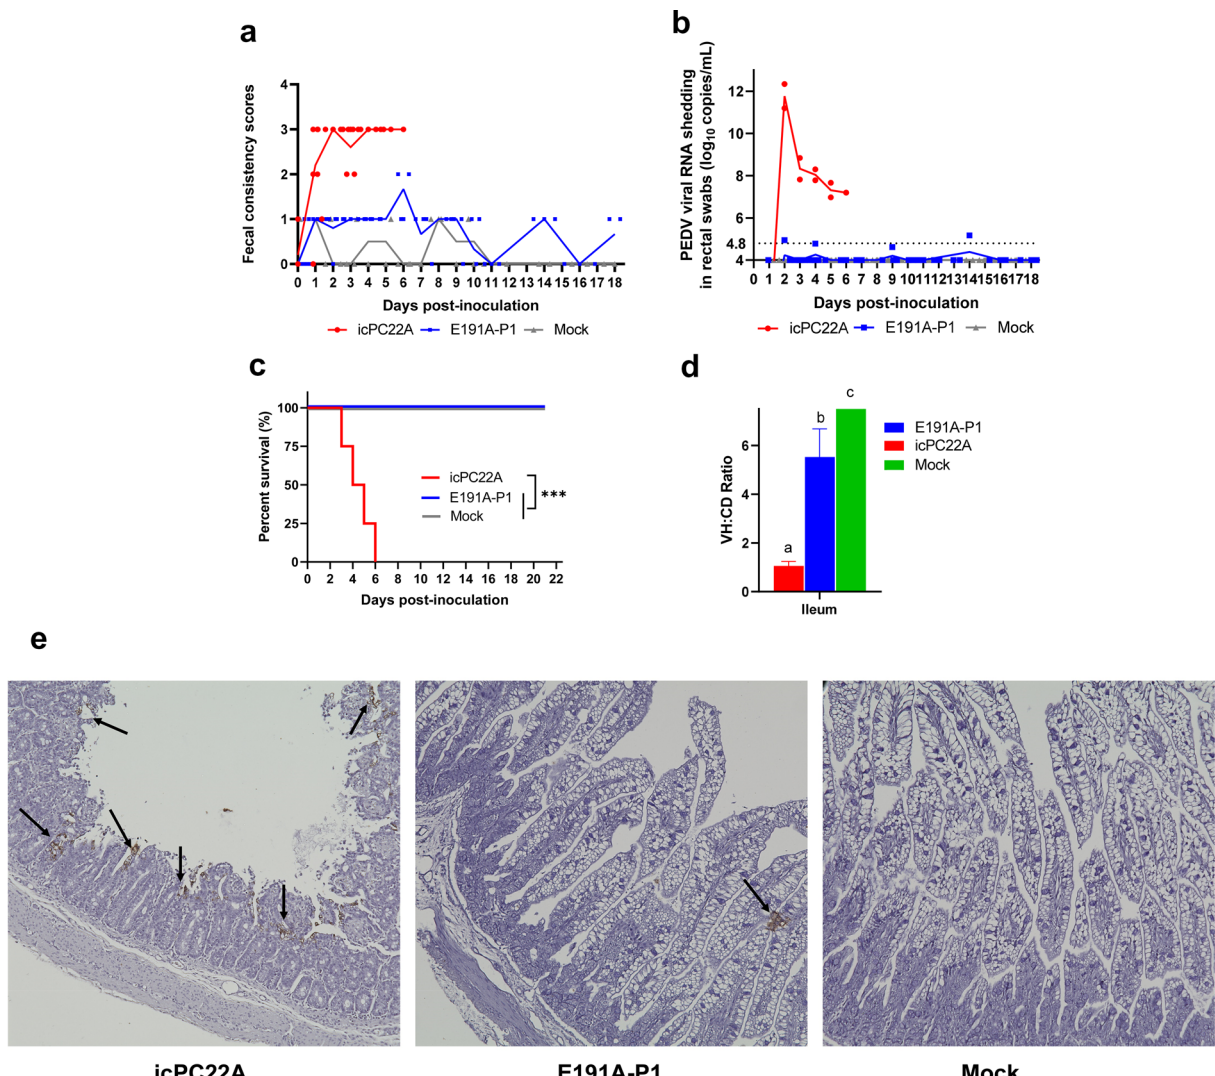 a
Fecal consistency scores
4
3
2
1
0
0 1 2 3 4 5 6 7 8 9 10 11 12 13 14 15 16 17 18
Days post-inoculation
icPC22A E191A-P1 Mock
b
PEDV viral RNA shedding
in rectal swabs (log10 copies/mL)
12
10
8
6
4.8
4
0 1 2 3 4 5 6 7 8 9 10 11 12 13 14 15 16 17 18
Days post-inoculation
icPC22A E191A-P1 Mock
c
Percent survival (%)
100
75
50
25
0
icPC22A
E191A-P1
Mock
***
0 2 4 6 8 10 12 14 16 18 20 22
Days post-inoculation
d
VH:CD Ratio
6
4
2
0
a
b
c
Ileum
E191A-P1
icPC22A
Mock
e
icPC22A E191A-P1 Mock